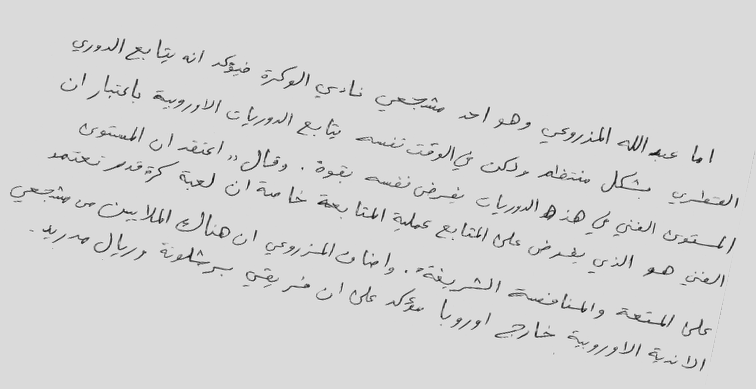 اما عبدالله المزروعي وهو احد مشجعي نادي الوكرة فيؤكد انه يتابع الدوري
القطري بشكل منتظم ولكن في الوقت نفسه يتابع الدوريات الاوروبية باعتبار ان
المستوى الفني في هذه الدوريات يفرض نفسه بقوة. وقال "اعتقد ان المستوى
الفني هو الذي يفرض على المتابع عملية المتابعة خاصة ان لعبة كرة قدم تعتمد
على المتعة والمنافسة الشريفة". واضاف المزروعي ان هناك الملايين من مشجعي
الاندية الاوروبية خارج اوروبا مؤكد على ان فريقي برشلونة وريال مدريد.